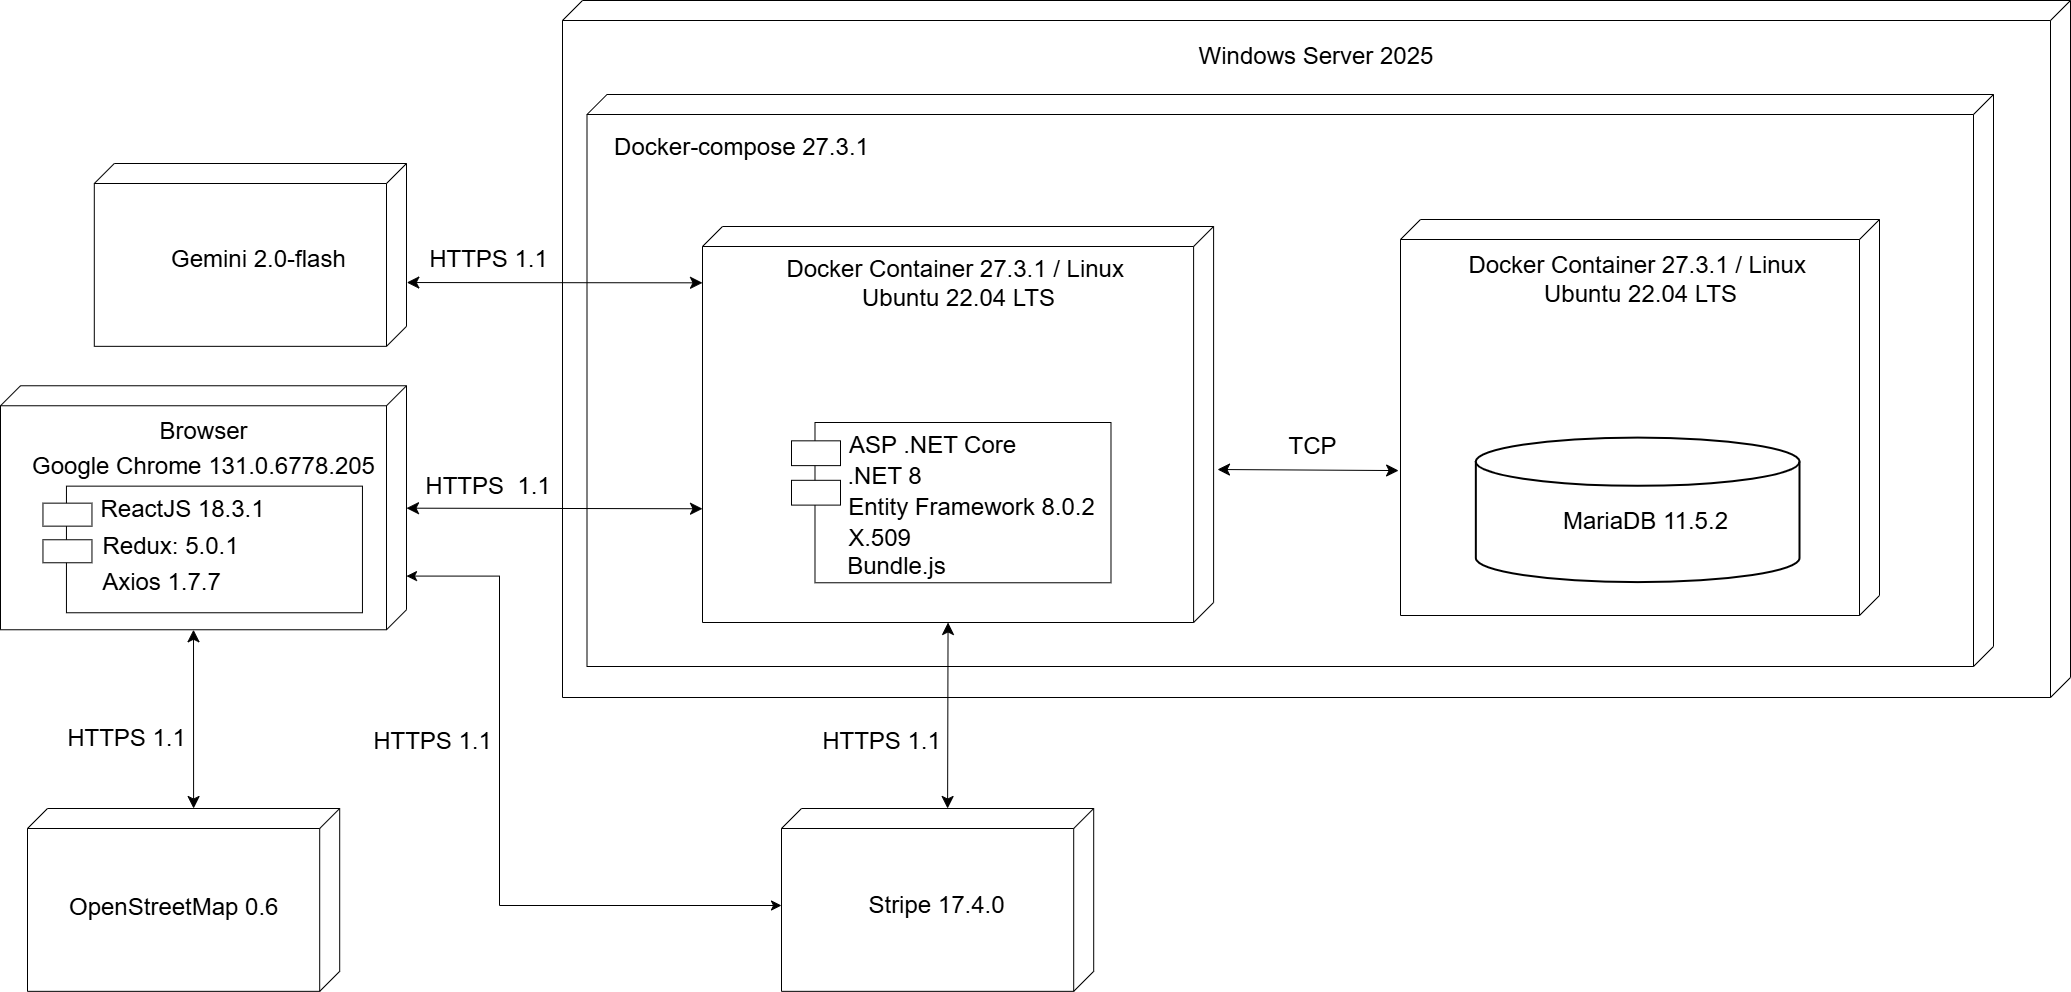 Windows Server 2025
Docker-compose 27.3.1
Gemini 2.0-flash
HTTPS 1.1
Docker Container 27.3.1 / Linux
Ubuntu 22.04 LTS
Docker Container 27.3.1 / Linux
Ubuntu 22.04 LTS
Browser
Google Chrome 131.0.6778.205
ReactJS 18.3.1
Redux: 5.0.1
Axios 1.7.7
HTTPS  1.1
ASP .NET Core
.NET 8
Entity Framework 8.0.2
X.509
Bundle.js
TCP
MariaDB 11.5.2
HTTPS 1.1
HTTPS 1.1
HTTPS 1.1
OpenStreetMap 0.6
Stripe 17.4.0